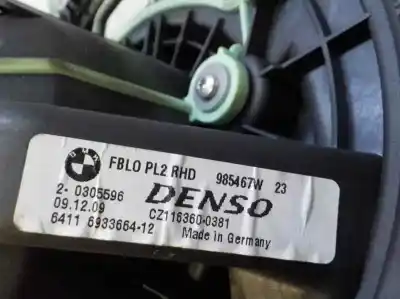 BMW
FBLO PL2 RHD 985467W 23
2- 0305596 DENSO
09.12.09 CZ116360-0381
6411 6933664-12 Made in Germany